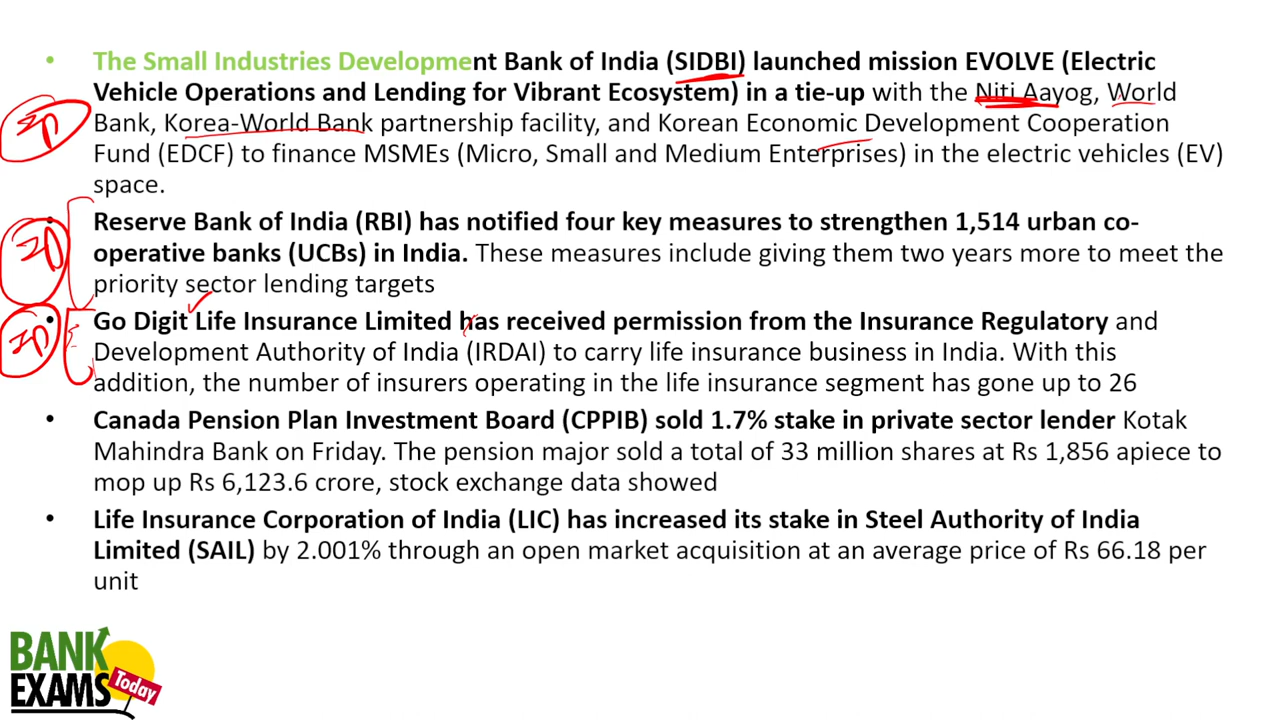 • The Small Industries Development Bank of India (SIDBI) launched mission EVOLVE (Electric
Vehicle Operations and Lending for Vibrant Ecosystem) in a tie-up with the Niti Aayog, World
Bank, Korea-World Bank partnership facility, and Korean Economic Development Cooperation
Fund (EDCF) to finance MSMEs (Micro, Small and Medium Enterprises) in the electric vehicles (EV)
space.
• Reserve Bank of India (RBI) has notified four key measures to strengthen 1,514 urban co-
operative banks (UCBs) in India. These measures include giving them two years more to meet the
priority sector lending targets
• Go Digit Life Insurance Limited has received permission from the Insurance Regulatory and
Development Authority of India (IRDAI) to carry life insurance business in India. With this
addition, the number of insurers operating in the life insurance segment has gone up to 26
• Canada Pension Plan Investment Board (CPPIB) sold 1.7% stake in private sector lender Kotak
Mahindra Bank on Friday. The pension major sold a total of 33 million shares at Rs 1,856 apiece to
mop up Rs 6,123.6 crore, stock exchange data showed
• Life Insurance Corporation of India (LIC) has increased its stake in Steel Authority of India
Limited (SAIL) by 2.001% through an open market acquisition at an average price of Rs 66.18 per
unit
BANK
EXAMS
Today